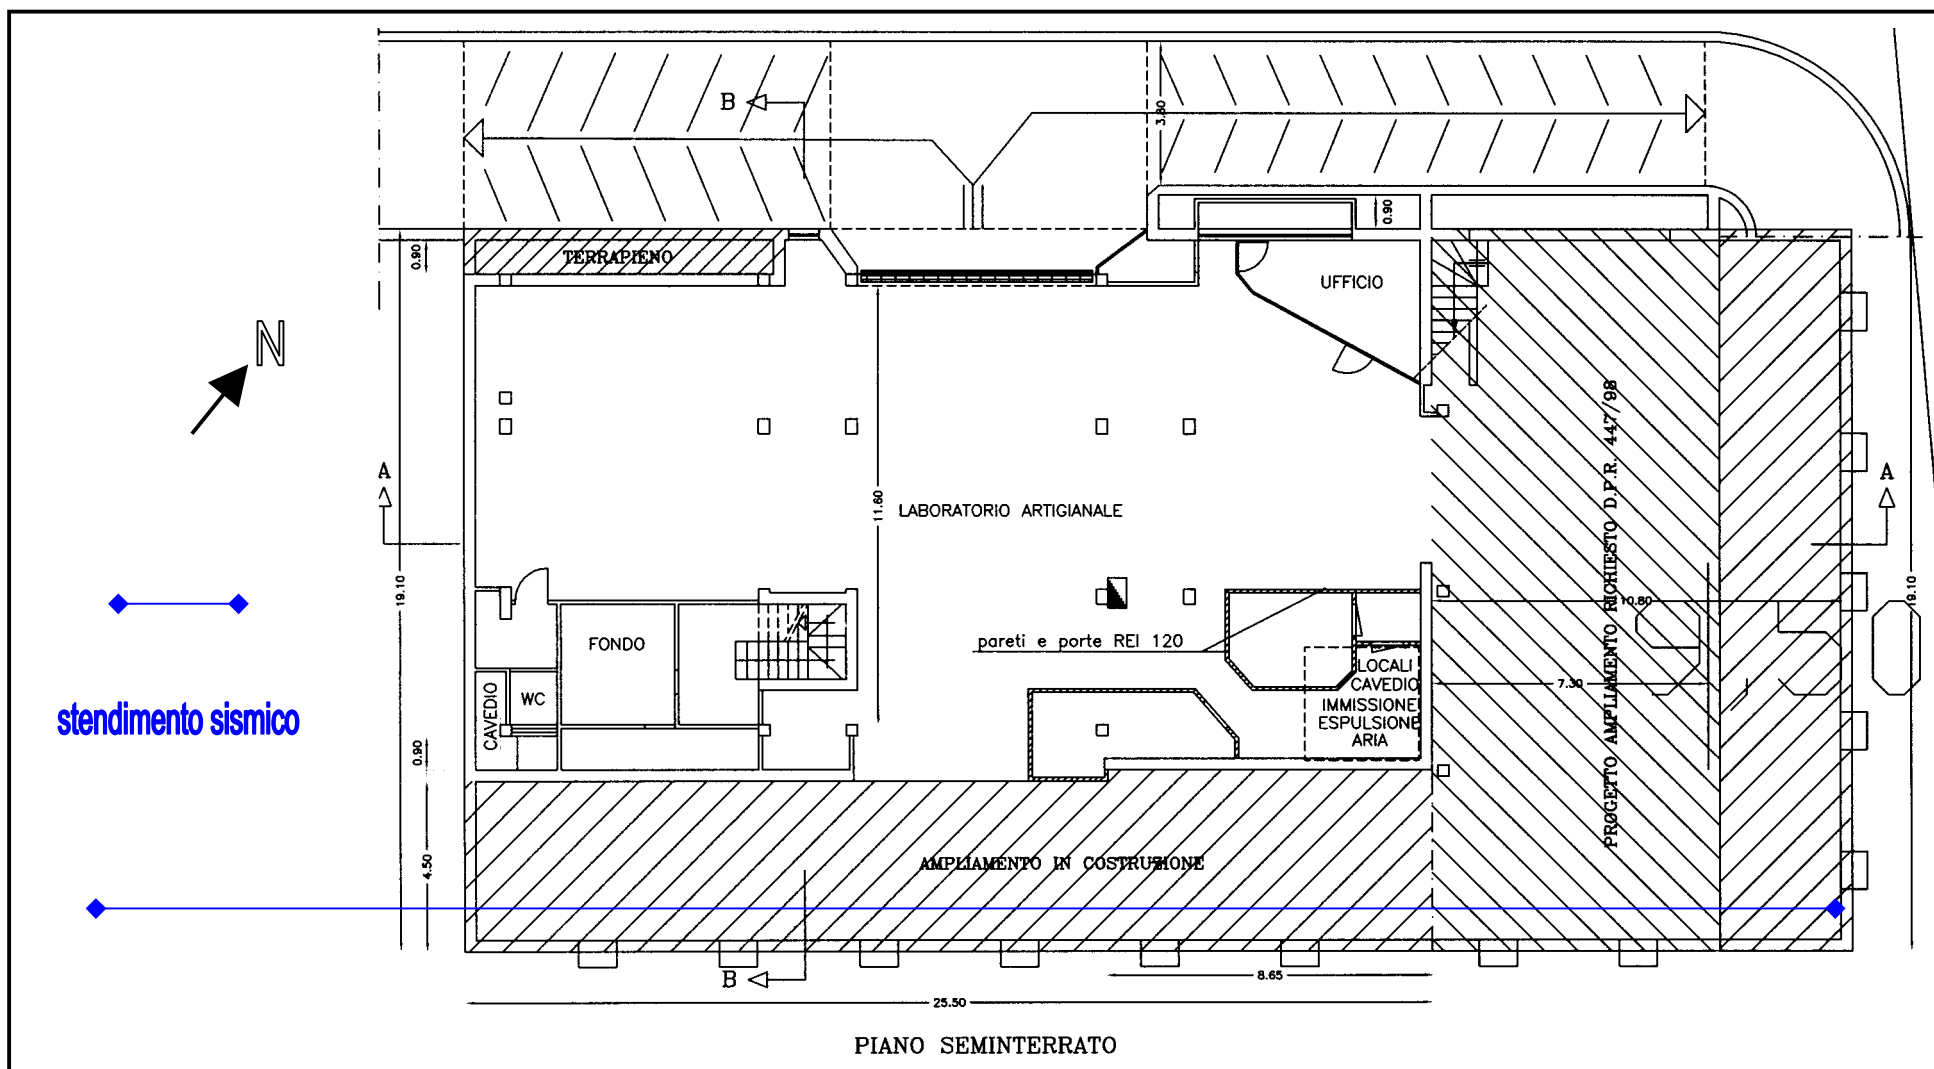 B
3.80
0.90
TERRAPIENO
0.90
UFFICIO
N
PROGETTO AMPLIAMENTO RICHIESTO D.P.R. 447/98
A
A
11.60
LABORATORIO ARTIGIANALE
19.10
19.10
10.80
FONDO
pareti e porte REI 120
LOCALI
CAVEDIO
IMMISSIONE
ESPULSIONE
ARIA
7.30
WC
CAVEDIO
stendimento sismico
0.90
4.50
AMPLIAMENTO IN COSTRUZIONE
B
8.65
25.50
PIANO SEMINTERRATO